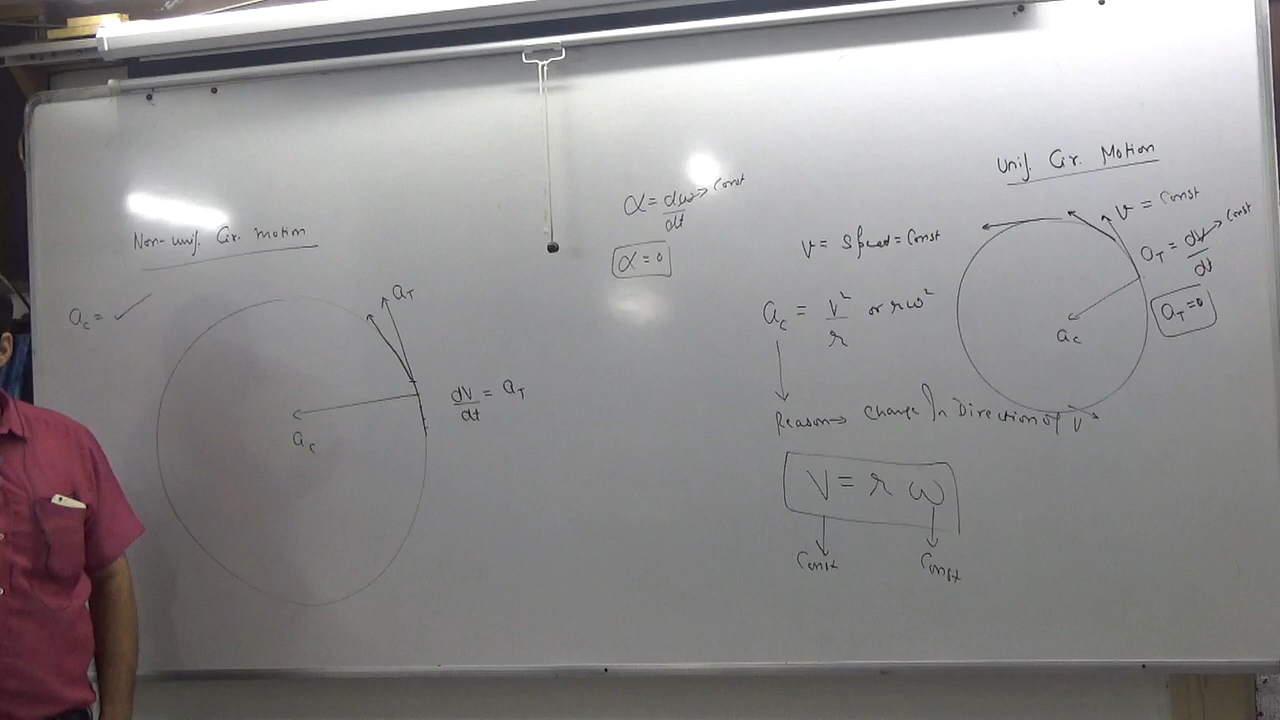 Non-unif. Cir. motion
a_c = ✓
a_T
a_c
dV/dt = a_T
α = dω/dt → Const
α = 0
Unif. Cir. Motion
v = Speed = Const
v = Const
a_T = dv/dt → Const
a_T = 0
a_c
a_c = v²/r or rω²
Reason → Change In Direction of v
V = r ω
Const
Const